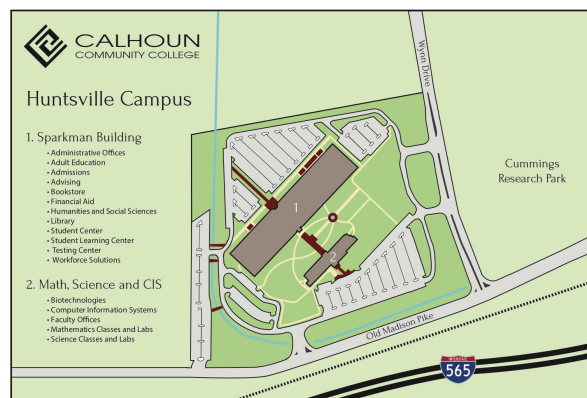 CALHOUN
COMMUNITY COLLEGE
Huntsville Campus
1. Sparkman Building
• Administrative Offices
• Adult Education
• Admissions
• Advising
• Bookstore
• Financial Aid
• Humanities and Social Sciences
• Library
• Student Center
• Student Learning Center
• Testing Center
• Workforce Solutions
2. Math, Science and CIS
• Biotechnologies
• Computer Information Systems
• Faculty Offices
• Mathematics Classes and Labs
• Science Classes and Labs
Wynn Drive
Cummings
Research Park
1
2
Old Madison Pike
INTERSTATE
565